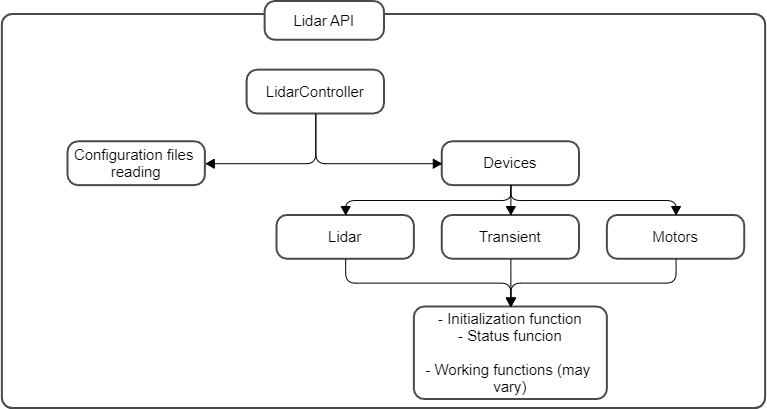 Lidar API
LidarController
Configuration files
reading
Devices
Lidar
Transient
Motors
- Initialization function
- Status funcion
- Working functions (may
vary)